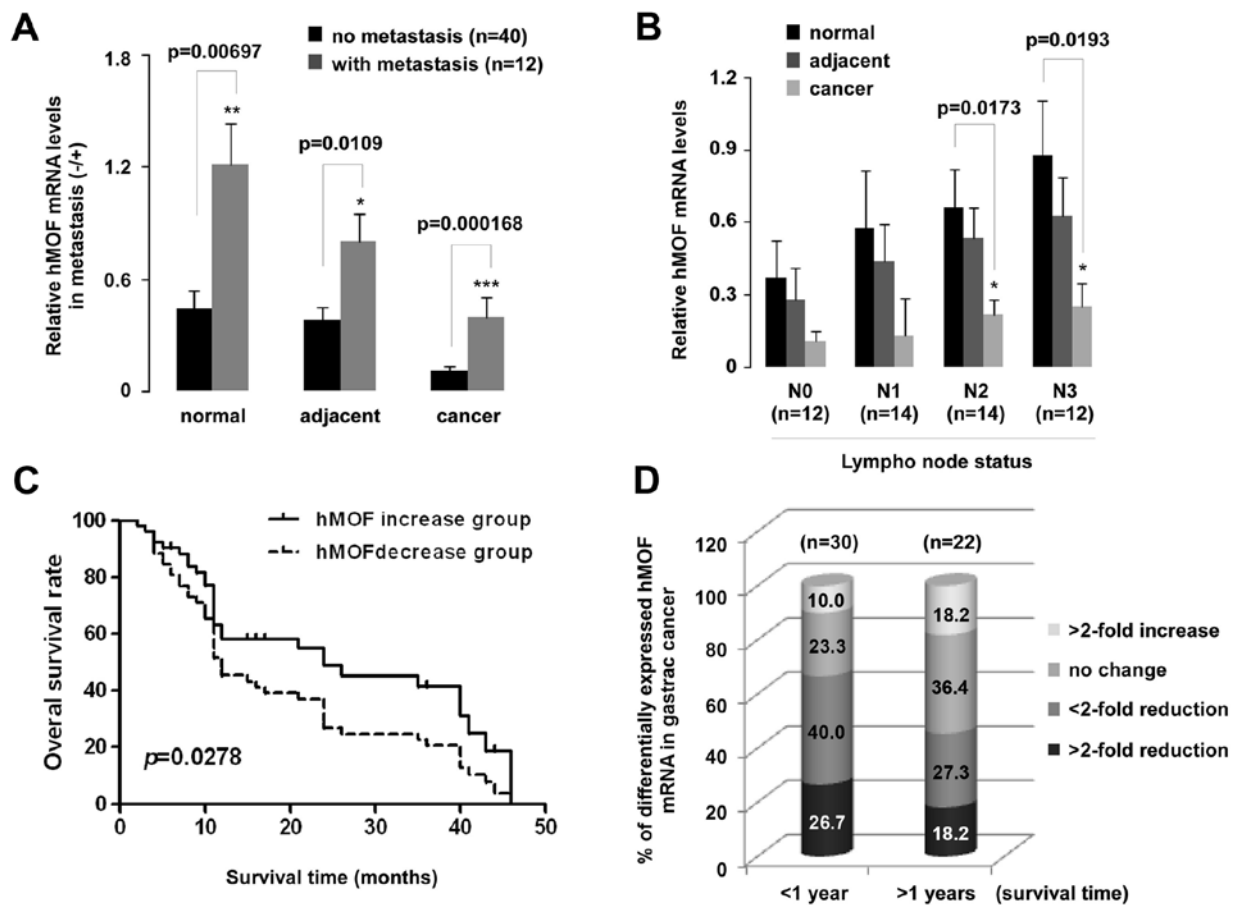 A
no metastasis (n=40)
with metastasis (n=12)
p=0.00697
p=0.0109
p=0.000168
**
*
***
Relative hMOF mRNA levels
in metastasis (-/+)
1.8
1.2
0.6
0
normal
adjacent
cancer
B
normal
adjacent
cancer
p=0.0193
p=0.0173
*
*
Relative hMOF mRNA levels
1.2
0.9
0.6
0.3
0
N0
N1
N2
N3
(n=12)
(n=14)
(n=14)
(n=12)
Lympho node status
C
hMOF increase group
hMOFdecrease group
Overal survival rate
100
80
60
40
20
0
p=0.0278
0
10
20
30
40
50
Survival time (months)
D
% of differentially expressed hMOF
mRNA in gastrac cancer
120
100
80
60
40
20
0
(n=30)
(n=22)
10.0
23.3
40.0
26.7
18.2
36.4
27.3
18.2
>2-fold increase
no change
<2-fold reduction
>2-fold reduction
<1 year
>1 years
(survival time)